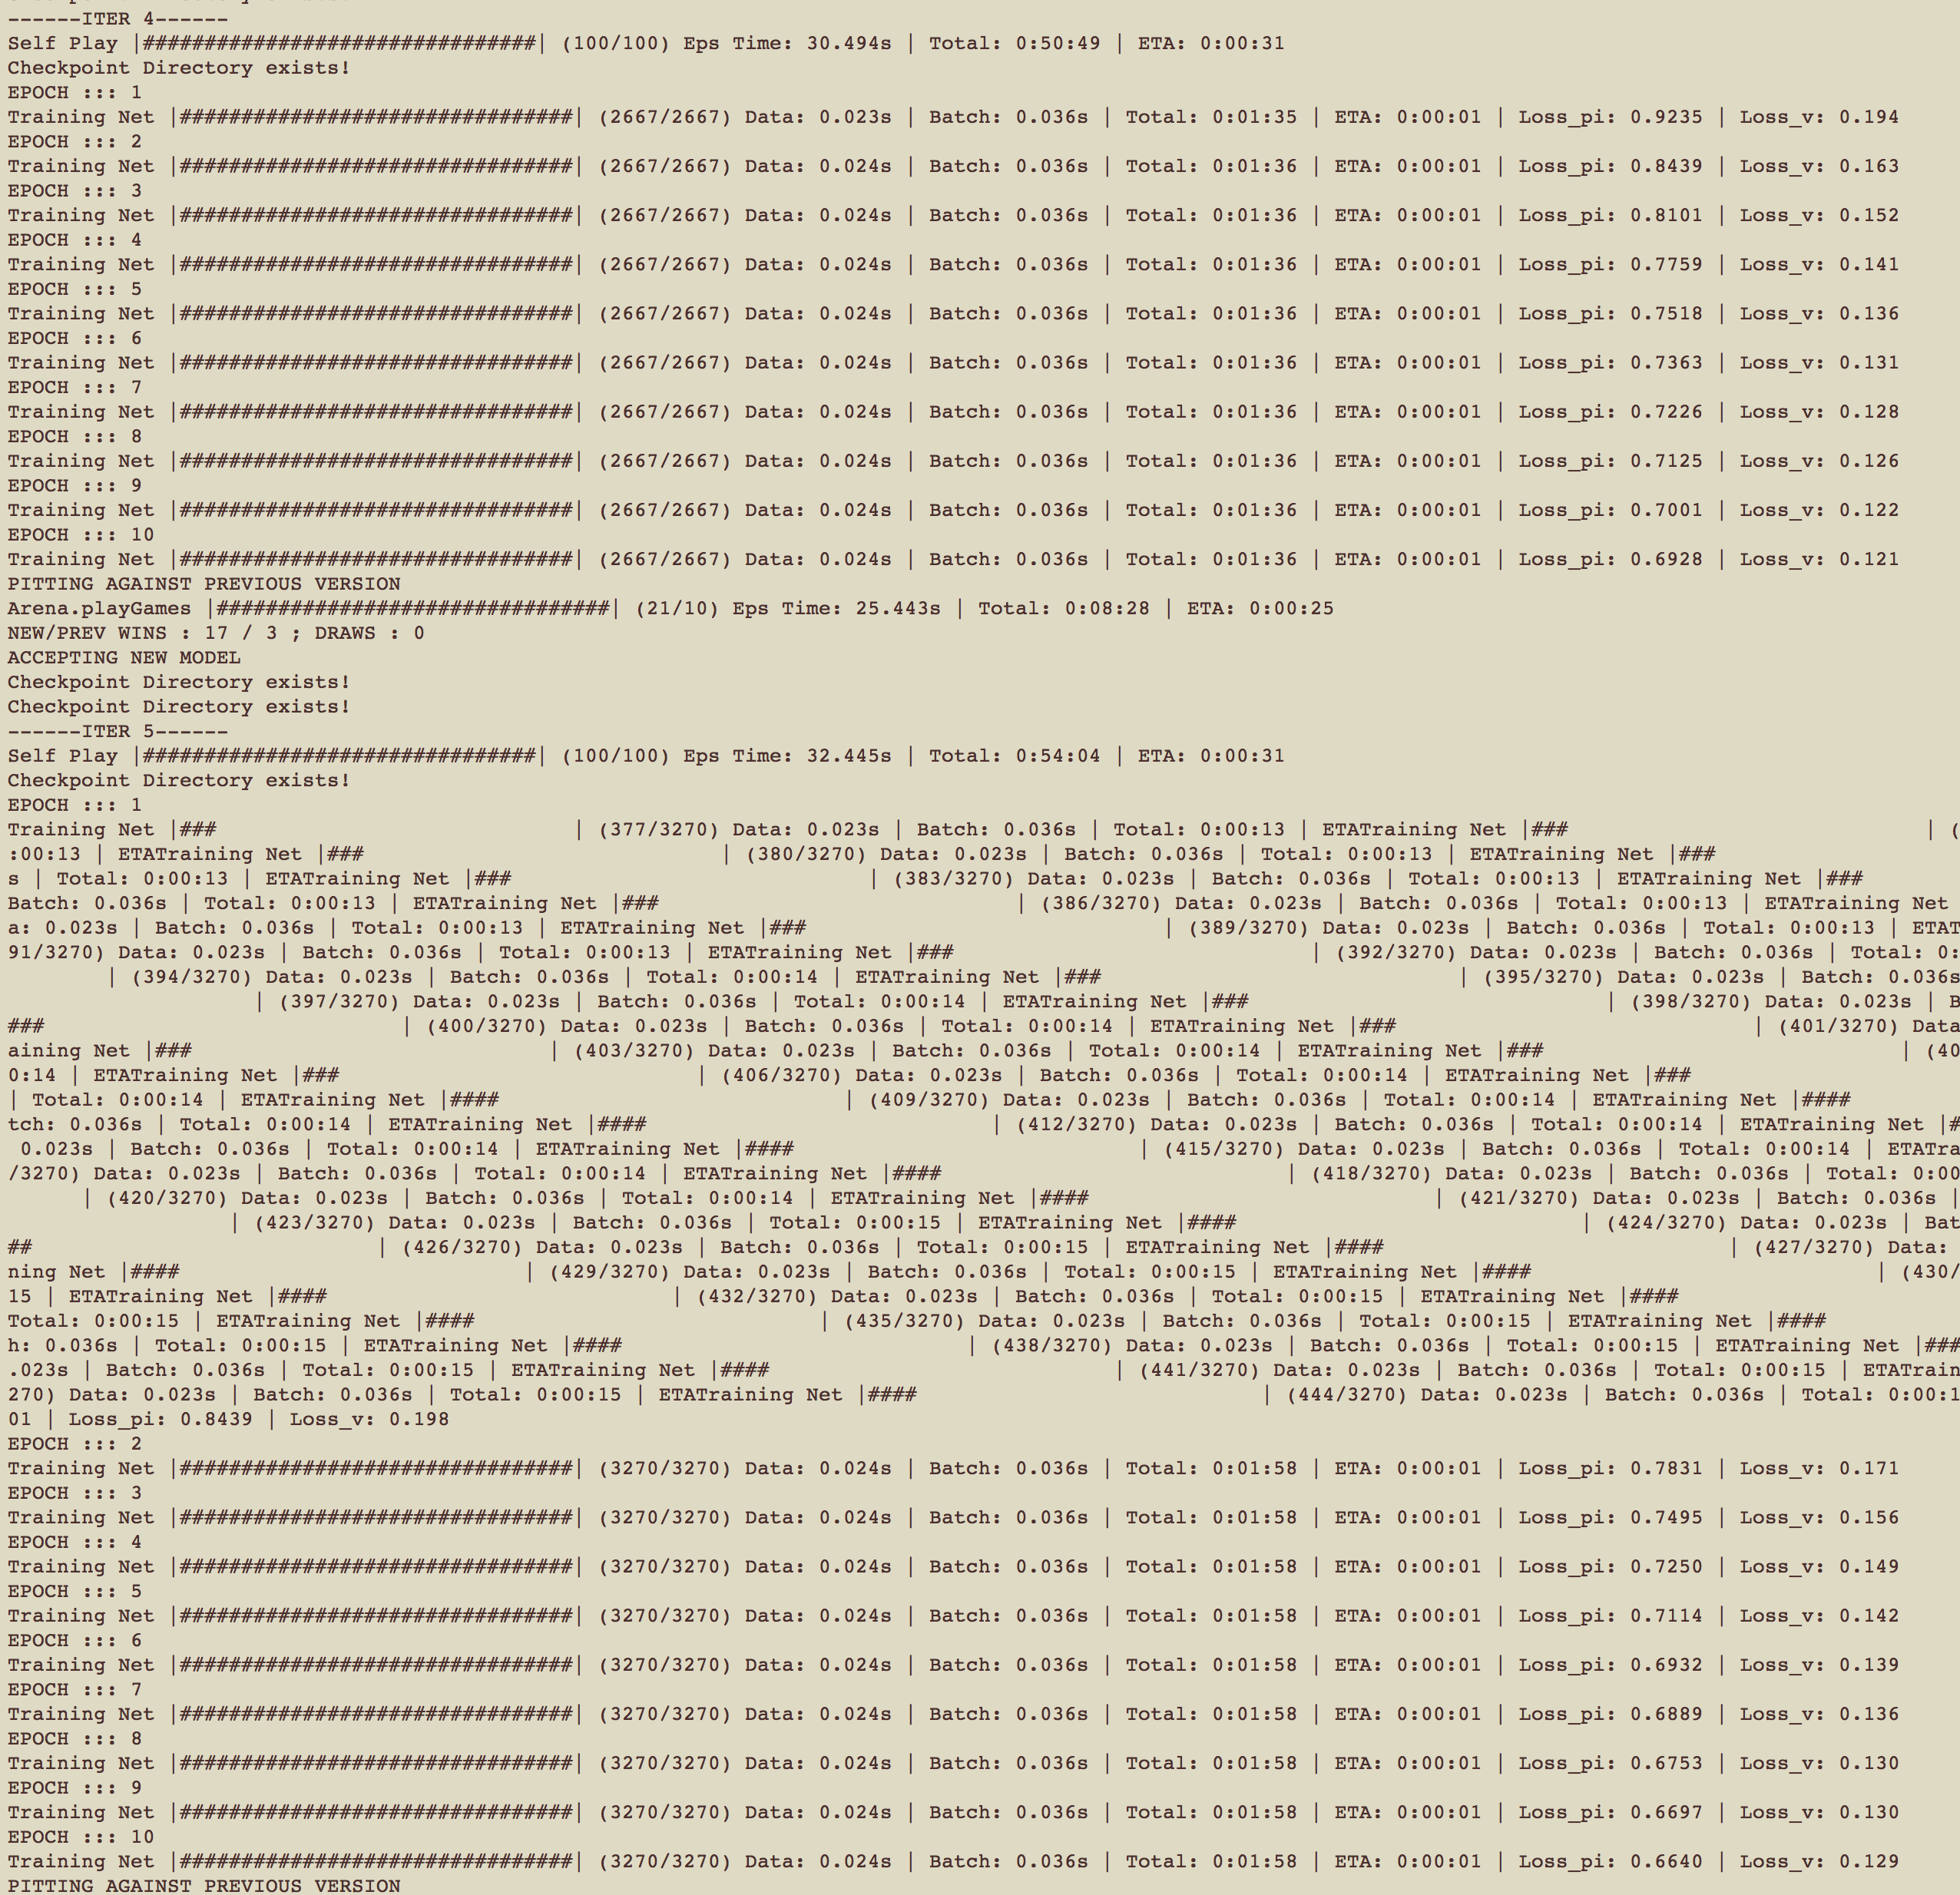 ------ITER 4------
Self Play |################################| (100/100) Eps Time: 30.494s | Total: 0:50:49 | ETA: 0:00:31
Checkpoint Directory exists!
EPOCH ::: 1
Training Net |################################| (2667/2667) Data: 0.023s | Batch: 0.036s | Total: 0:01:35 | ETA: 0:00:01 | Loss_pi: 0.9235 | Loss_v: 0.194
EPOCH ::: 2
Training Net |################################| (2667/2667) Data: 0.024s | Batch: 0.036s | Total: 0:01:36 | ETA: 0:00:01 | Loss_pi: 0.8439 | Loss_v: 0.163
EPOCH ::: 3
Training Net |################################| (2667/2667) Data: 0.024s | Batch: 0.036s | Total: 0:01:36 | ETA: 0:00:01 | Loss_pi: 0.8101 | Loss_v: 0.152
EPOCH ::: 4
Training Net |################################| (2667/2667) Data: 0.024s | Batch: 0.036s | Total: 0:01:36 | ETA: 0:00:01 | Loss_pi: 0.7759 | Loss_v: 0.141
EPOCH ::: 5
Training Net |################################| (2667/2667) Data: 0.024s | Batch: 0.036s | Total: 0:01:36 | ETA: 0:00:01 | Loss_pi: 0.7518 | Loss_v: 0.136
EPOCH ::: 6
Training Net |################################| (2667/2667) Data: 0.024s | Batch: 0.036s | Total: 0:01:36 | ETA: 0:00:01 | Loss_pi: 0.7363 | Loss_v: 0.131
EPOCH ::: 7
Training Net |################################| (2667/2667) Data: 0.024s | Batch: 0.036s | Total: 0:01:36 | ETA: 0:00:01 | Loss_pi: 0.7226 | Loss_v: 0.128
EPOCH ::: 8
Training Net |################################| (2667/2667) Data: 0.024s | Batch: 0.036s | Total: 0:01:36 | ETA: 0:00:01 | Loss_pi: 0.7125 | Loss_v: 0.126
EPOCH ::: 9
Training Net |################################| (2667/2667) Data: 0.024s | Batch: 0.036s | Total: 0:01:36 | ETA: 0:00:01 | Loss_pi: 0.7001 | Loss_v: 0.122
EPOCH ::: 10
Training Net |################################| (2667/2667) Data: 0.024s | Batch: 0.036s | Total: 0:01:36 | ETA: 0:00:01 | Loss_pi: 0.6928 | Loss_v: 0.121
PITTING AGAINST PREVIOUS VERSION
Arena.playGames |################################| (21/10) Eps Time: 25.443s | Total: 0:08:28 | ETA: 0:00:25
NEW/PREV WINS : 17 / 3 ; DRAWS : 0
ACCEPTING NEW MODEL
Checkpoint Directory exists!
Checkpoint Directory exists!
------ITER 5------
Self Play |################################| (100/100) Eps Time: 32.445s | Total: 0:54:04 | ETA: 0:00:31
Checkpoint Directory exists!
EPOCH ::: 1
Training Net |### | (377/3270) Data: 0.023s | Batch: 0.036s | Total: 0:00:13 | ETATraining Net |### | (
:00:13 | ETATraining Net |### | (380/3270) Data: 0.023s | Batch: 0.036s | Total: 0:00:13 | ETATraining Net |###
s | Total: 0:00:13 | ETATraining Net |### | (383/3270) Data: 0.023s | Batch: 0.036s | Total: 0:00:13 | ETATraining Net |###
Batch: 0.036s | Total: 0:00:13 | ETATraining Net |### | (386/3270) Data: 0.023s | Batch: 0.036s | Total: 0:00:13 | ETATraining Net
a: 0.023s | Batch: 0.036s | Total: 0:00:13 | ETATraining Net |### | (389/3270) Data: 0.023s | Batch: 0.036s | Total: 0:00:13 | ETAT
91/3270) Data: 0.023s | Batch: 0.036s | Total: 0:00:13 | ETATraining Net |### | (392/3270) Data: 0.023s | Batch: 0.036s | Total: 0:
| (394/3270) Data: 0.023s | Batch: 0.036s | Total: 0:00:14 | ETATraining Net |### | (395/3270) Data: 0.023s | Batch: 0.036s
| (397/3270) Data: 0.023s | Batch: 0.036s | Total: 0:00:14 | ETATraining Net |### | (398/3270) Data: 0.023s | B
### | (400/3270) Data: 0.023s | Batch: 0.036s | Total: 0:00:14 | ETATraining Net |### | (401/3270) Data
aining Net |### | (403/3270) Data: 0.023s | Batch: 0.036s | Total: 0:00:14 | ETATraining Net |### | (40
0:14 | ETATraining Net |### | (406/3270) Data: 0.023s | Batch: 0.036s | Total: 0:00:14 | ETATraining Net |###
| Total: 0:00:14 | ETATraining Net |#### | (409/3270) Data: 0.023s | Batch: 0.036s | Total: 0:00:14 | ETATraining Net |####
tch: 0.036s | Total: 0:00:14 | ETATraining Net |#### | (412/3270) Data: 0.023s | Batch: 0.036s | Total: 0:00:14 | ETATraining Net |#
0.023s | Batch: 0.036s | Total: 0:00:14 | ETATraining Net |#### | (415/3270) Data: 0.023s | Batch: 0.036s | Total: 0:00:14 | ETATra
/3270) Data: 0.023s | Batch: 0.036s | Total: 0:00:14 | ETATraining Net |#### | (418/3270) Data: 0.023s | Batch: 0.036s | Total: 0:00
| (420/3270) Data: 0.023s | Batch: 0.036s | Total: 0:00:14 | ETATraining Net |#### | (421/3270) Data: 0.023s | Batch: 0.036s |
| (423/3270) Data: 0.023s | Batch: 0.036s | Total: 0:00:15 | ETATraining Net |#### | (424/3270) Data: 0.023s | Bat
## | (426/3270) Data: 0.023s | Batch: 0.036s | Total: 0:00:15 | ETATraining Net |#### | (427/3270) Data:
ning Net |#### | (429/3270) Data: 0.023s | Batch: 0.036s | Total: 0:00:15 | ETATraining Net |#### | (430/
15 | ETATraining Net |#### | (432/3270) Data: 0.023s | Batch: 0.036s | Total: 0:00:15 | ETATraining Net |####
Total: 0:00:15 | ETATraining Net |#### | (435/3270) Data: 0.023s | Batch: 0.036s | Total: 0:00:15 | ETATraining Net |####
h: 0.036s | Total: 0:00:15 | ETATraining Net |#### | (438/3270) Data: 0.023s | Batch: 0.036s | Total: 0:00:15 | ETATraining Net |###
.023s | Batch: 0.036s | Total: 0:00:15 | ETATraining Net |#### | (441/3270) Data: 0.023s | Batch: 0.036s | Total: 0:00:15 | ETATrain
270) Data: 0.023s | Batch: 0.036s | Total: 0:00:15 | ETATraining Net |#### | (444/3270) Data: 0.023s | Batch: 0.036s | Total: 0:00:1
01 | Loss_pi: 0.8439 | Loss_v: 0.198
EPOCH ::: 2
Training Net |################################| (3270/3270) Data: 0.024s | Batch: 0.036s | Total: 0:01:58 | ETA: 0:00:01 | Loss_pi: 0.7831 | Loss_v: 0.171
EPOCH ::: 3
Training Net |################################| (3270/3270) Data: 0.024s | Batch: 0.036s | Total: 0:01:58 | ETA: 0:00:01 | Loss_pi: 0.7495 | Loss_v: 0.156
EPOCH ::: 4
Training Net |################################| (3270/3270) Data: 0.024s | Batch: 0.036s | Total: 0:01:58 | ETA: 0:00:01 | Loss_pi: 0.7250 | Loss_v: 0.149
EPOCH ::: 5
Training Net |################################| (3270/3270) Data: 0.024s | Batch: 0.036s | Total: 0:01:58 | ETA: 0:00:01 | Loss_pi: 0.7114 | Loss_v: 0.142
EPOCH ::: 6
Training Net |################################| (3270/3270) Data: 0.024s | Batch: 0.036s | Total: 0:01:58 | ETA: 0:00:01 | Loss_pi: 0.6932 | Loss_v: 0.139
EPOCH ::: 7
Training Net |################################| (3270/3270) Data: 0.024s | Batch: 0.036s | Total: 0:01:58 | ETA: 0:00:01 | Loss_pi: 0.6889 | Loss_v: 0.136
EPOCH ::: 8
Training Net |################################| (3270/3270) Data: 0.024s | Batch: 0.036s | Total: 0:01:58 | ETA: 0:00:01 | Loss_pi: 0.6753 | Loss_v: 0.130
EPOCH ::: 9
Training Net |################################| (3270/3270) Data: 0.024s | Batch: 0.036s | Total: 0:01:58 | ETA: 0:00:01 | Loss_pi: 0.6697 | Loss_v: 0.130
EPOCH ::: 10
Training Net |################################| (3270/3270) Data: 0.024s | Batch: 0.036s | Total: 0:01:58 | ETA: 0:00:01 | Loss_pi: 0.6640 | Loss_v: 0.129
PITTING AGAINST PREVIOUS VERSION